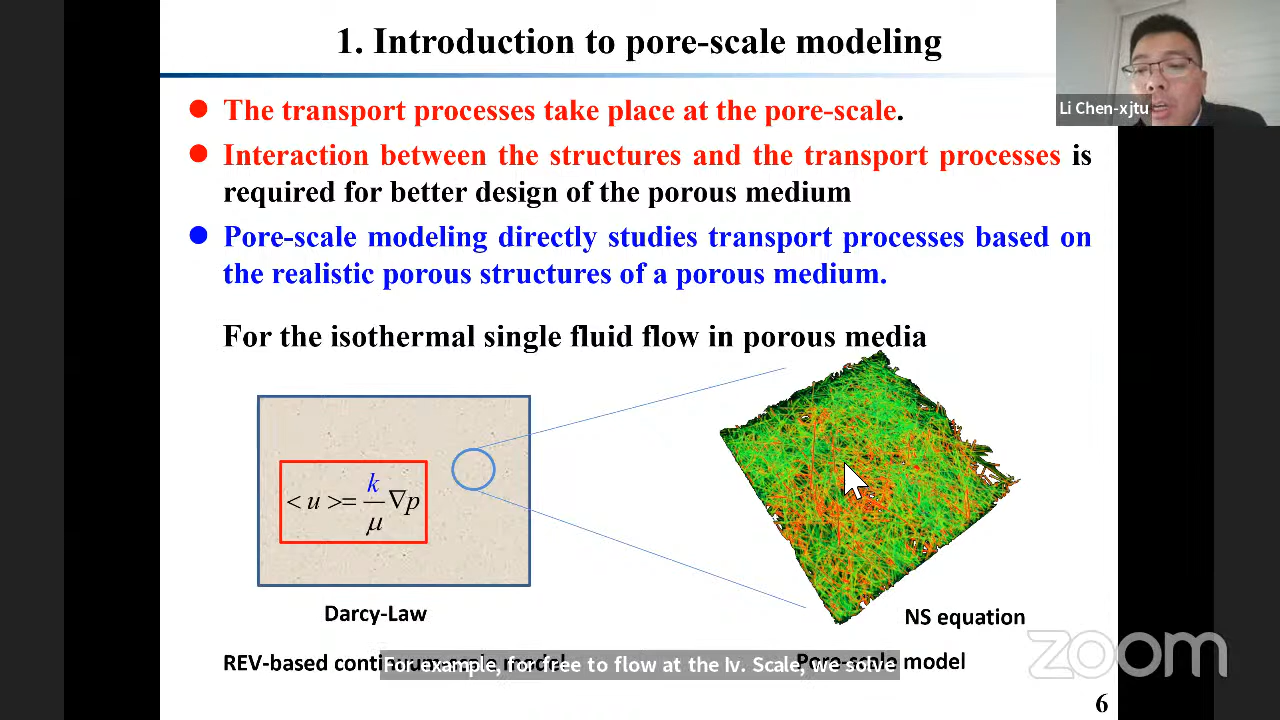 1. Introduction to pore-scale modeling
Li Chen-xjtu
The transport processes take place at the pore-scale.
Interaction between the structures and the transport processes is
required for better design of the porous medium
Pore-scale modeling directly studies transport processes based on
the realistic porous structures of a porous medium.
For the isothermal single fluid flow in porous media
< u >= k/μ ∇p
Darcy-Law
NS equation
REV-based continuum-scale model
Pore-scale model
For example, for free to flow at the Iv. Scale, we solve
zoom
6